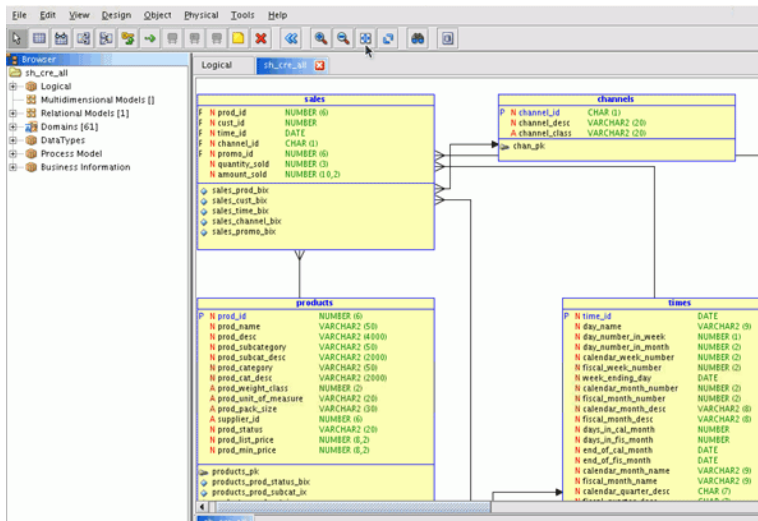 File Edit View Design Object Physical Tools Help
Browser
sh_cre_all
Logical
Multidimensional Models []
Relational Models [1]
Domains [61]
DataTypes
Process Model
Business Information
Logical sh_cre_all
sales
F N prod_id NUMBER (6)
F N cust_id NUMBER
F N time_id DATE
F N channel_id CHAR (1)
F N promo_id NUMBER (6)
N quantity_sold NUMBER (3)
N amount_sold NUMBER (10,2)
sales_prod_bix
sales_cust_bix
sales_time_bix
sales_channel_bix
sales_promo_bix
channels
P N channel_id CHAR (1)
N channel_desc VARCHAR2 (20)
A channel_class VARCHAR2 (20)
chan_pk
products
P N prod_id NUMBER (6)
N prod_name VARCHAR2 (50)
N prod_desc VARCHAR2 (4000)
N prod_subcategory VARCHAR2 (50)
N prod_subcat_desc VARCHAR2 (2000)
N prod_category VARCHAR2 (50)
N prod_cat_desc VARCHAR2 (2000)
A prod_weight_class NUMBER (2)
A prod_unit_of_measure VARCHAR2 (20)
A prod_pack_size VARCHAR2 (30)
A supplier_id NUMBER (6)
N prod_status VARCHAR2 (20)
N prod_list_price NUMBER (8,2)
N prod_min_price NUMBER (8,2)
products_pk
products_prod_status_bix
products_prod_subcat_ix
times
P N time_id DATE
N day_name VARCHAR2 (9)
N day_number_in_week NUMBER (1)
N day_number_in_month NUMBER (2)
N calendar_week_number NUMBER (2)
N fiscal_week_number NUMBER (2)
N week_ending_day DATE
N calendar_month_number NUMBER (2)
N fiscal_month_number NUMBER (2)
N calendar_month_desc VARCHAR2 (8)
N fiscal_month_desc VARCHAR2 (8)
N days_in_cal_month NUMBER
N days_in_fis_month NUMBER
N end_of_cal_month DATE
N end_of_fis_month DATE
N calendar_month_name VARCHAR2 (9)
N fiscal_month_name VARCHAR2 (9)
N calendar_quarter_desc CHAR (7)